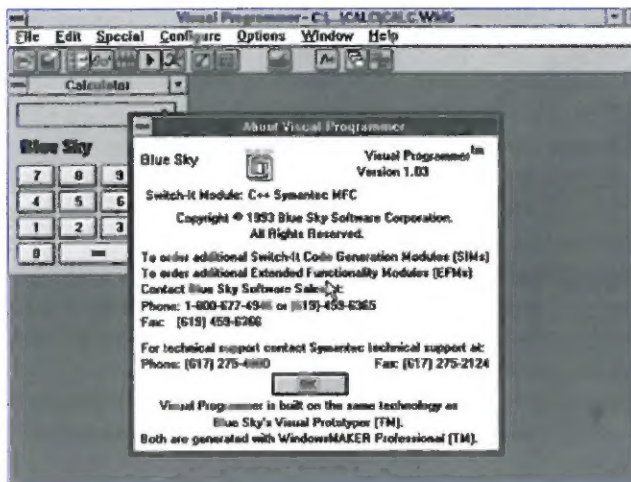 Visual Programmer - C:\...\CALC\CALC.WMG
File Edit Special Configure Options Window Help
Calculator
Blue Sky
7 8 9
4 5 6
1 2 3
0
About Visual Programmer
Blue Sky
Visual Programmer tm
Version 1.03
Switch-It Module: C++ Symantec MFC
Copyright © 1993 Blue Sky Software Corporation.
All Rights Reserved.
To order additional Switch-It Code Generation Modules (SIMs)
To order additional Extended Functionality Modules (EFMs)
Contact Blue Sky Software Sales at:
Phone: 1-800-677-4946 or (619)-459-6365
Fax: (619) 459-6366
For technical support contact Symantec technical support at:
Phone: (617) 275-4800 Fax: (617) 275-2124
OK
Visual Programmer is built on the same technology as
Blue Sky's Visual Prototyper (TM).
Both are generated with WindowsMAKER Professional (TM).